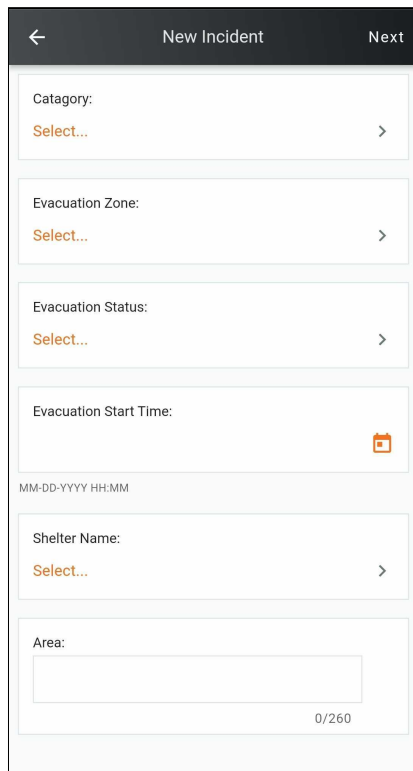 New Incident Next
Catagory:
Select...
Evacuation Zone:
Select...
Evacuation Status:
Select...
Evacuation Start Time:
MM-DD-YYYY HH:MM
Shelter Name:
Select...
Area:
0/260